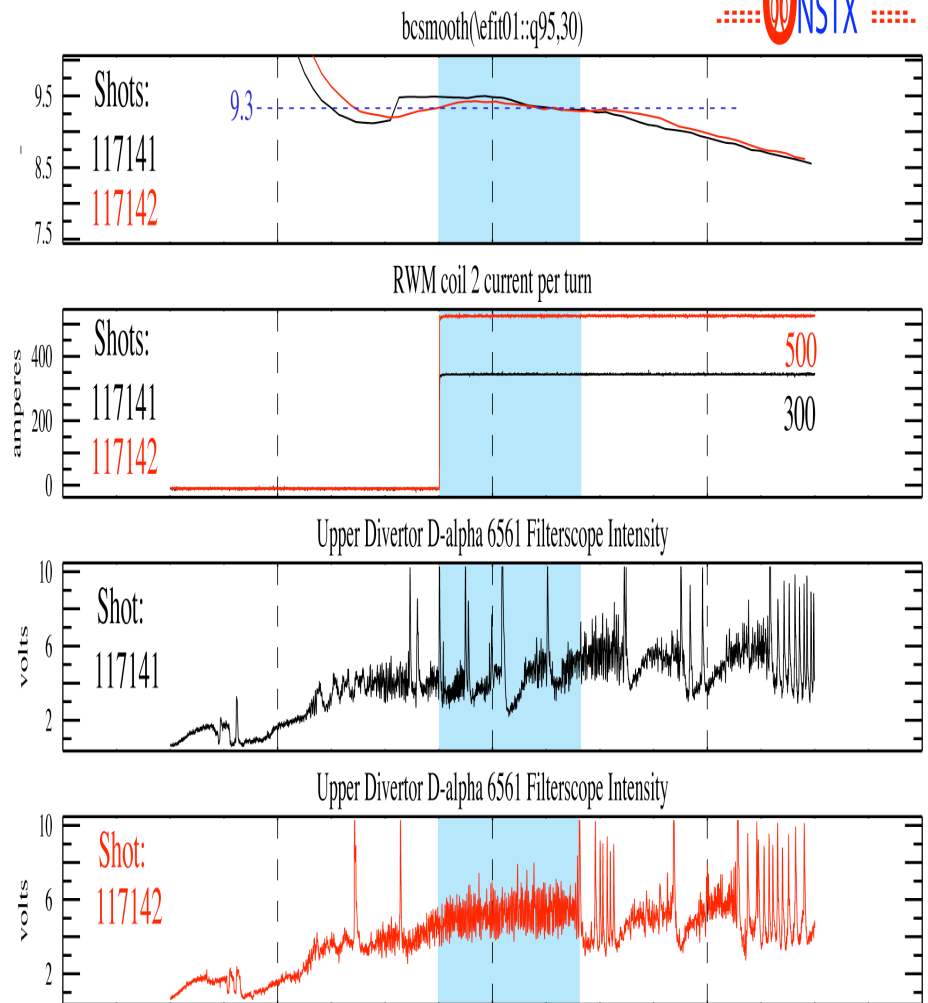 NSTX
bcsmooth(\efit01::q95,30)
9.5
8.5
7.5
-
Shots:
117141
117142
9.3
RWM coil 2 current per turn
400
200
0
amperes
Shots:
117141
117142
500
300
Upper Divertor D-alpha 6561 Filterscope Intensity
10
6
2
volts
Shot:
117141
Upper Divertor D-alpha 6561 Filterscope Intensity
10
6
2
volts
Shot:
117142